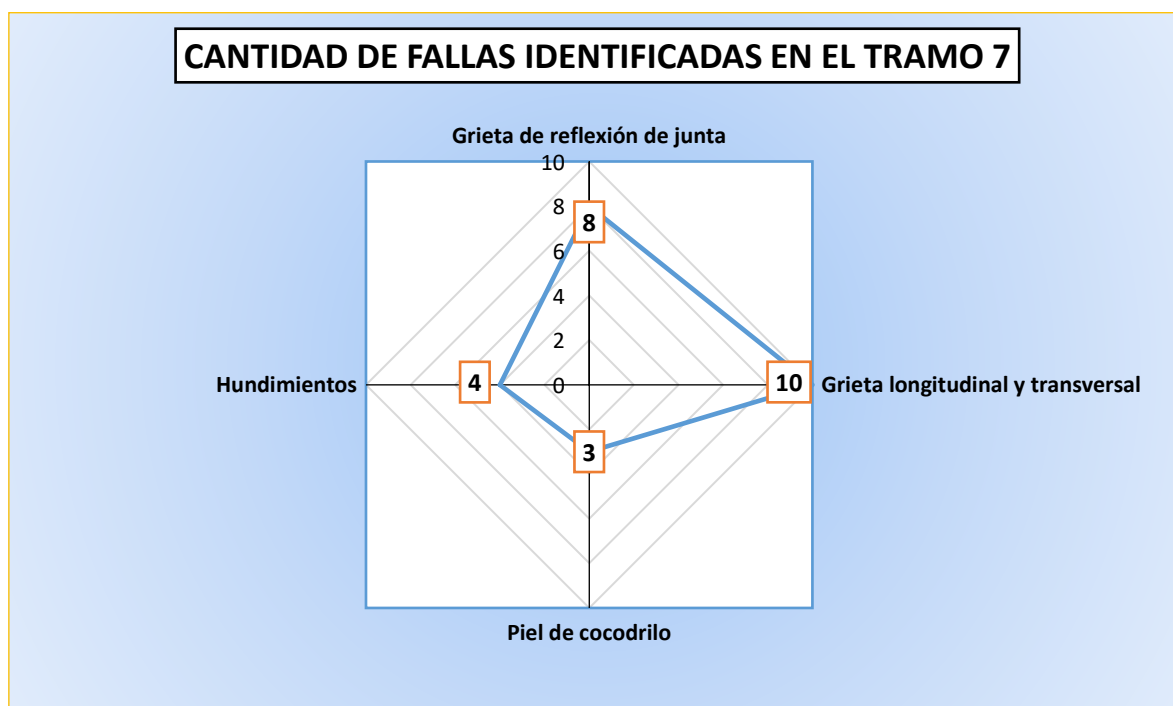 CANTIDAD DE FALLAS IDENTIFICADAS EN EL TRAMO 7
Grieta de reflexión de junta
10
8
8
6
4
2
0
Hundimientos
4
10
Grieta longitudinal y transversal
3
Piel de cocodrilo